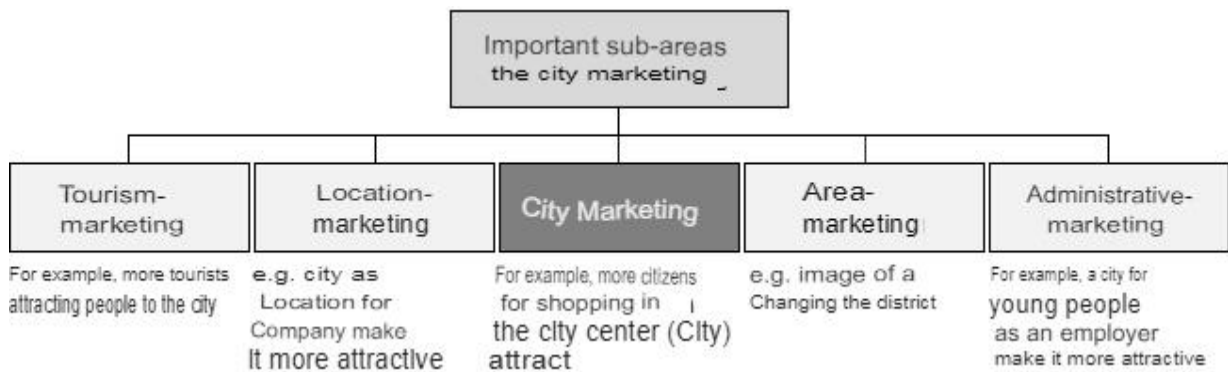 Important sub-areas
the city marketing
Tourism-
marketing
Location-
marketing
City Marketing
Area-
marketing
Administrative-
marketing
For example, more tourists
attracting people to the city
e.g. city as
Location for
Company make
It more attractive
For example, more citizens
for shopping in
the city center (City)
attract
e.g. image of a
Changing the district
For example, a city for
young people
as an employer
make it more attractive